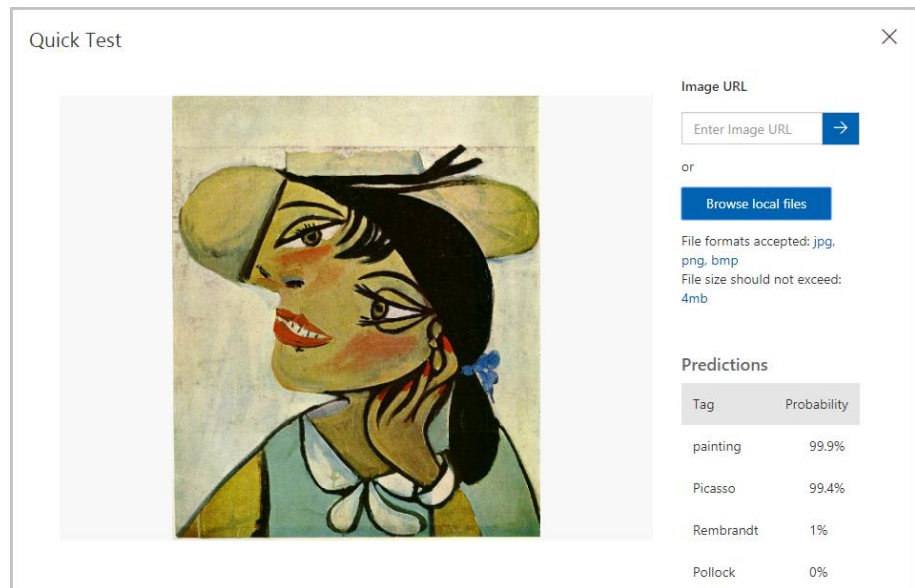 Quick Test
Image URL
Enter Image URL
or
Browse local files
File formats accepted: jpg,
png, bmp
File size should not exceed:
4mb
Predictions
Tag Probability
painting 99.9%
Picasso 99.4%
Rembrandt 1%
Pollock 0%